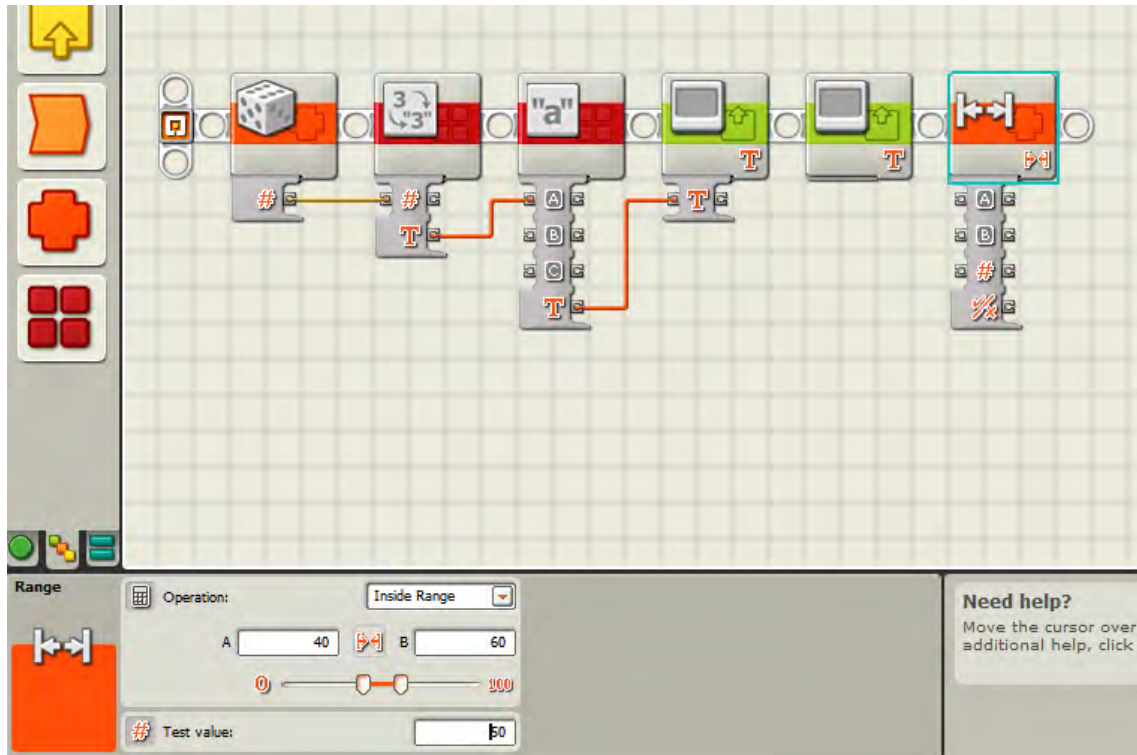 3
"3"
"a"
T
T
#
#
A
T
A
T
B
B
C
#
T
Range
Operation:
Inside Range
A
40
B
60
0
100
# Test value:
50
Need help?
Move the cursor over
additional help, click